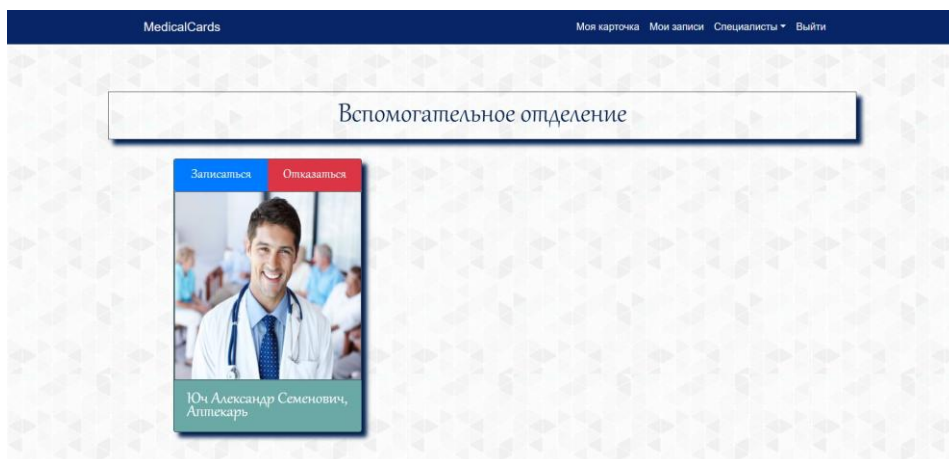 MedicalCards Моя карточка Мои записи Специалисты Выйти
Вспомогательное отделение
Записаться Отказаться
Юч Александр Семенович,
Аптекарь